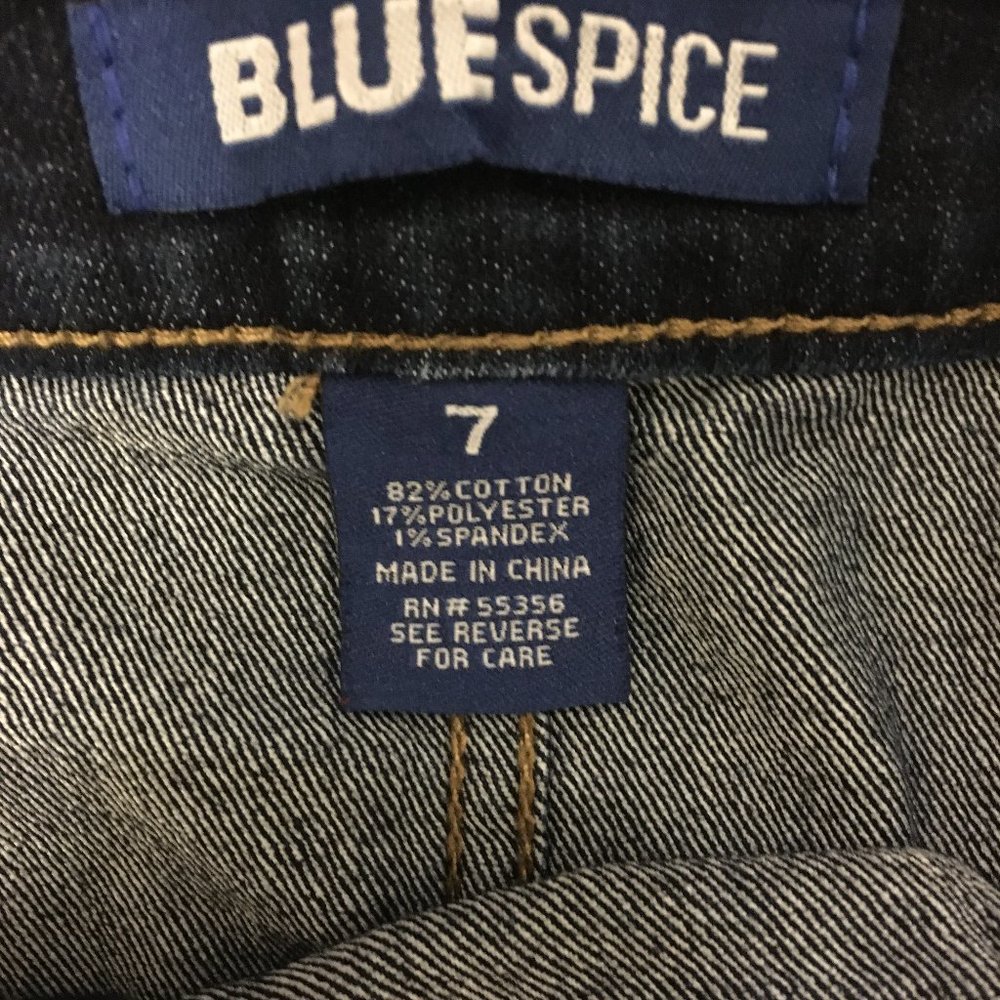 BLUESPICE
7
82% COTTON
17% POLYESTER
1% SPANDEX
MADE IN CHINA
RN# 55356
SEE REVERSE
FOR CARE